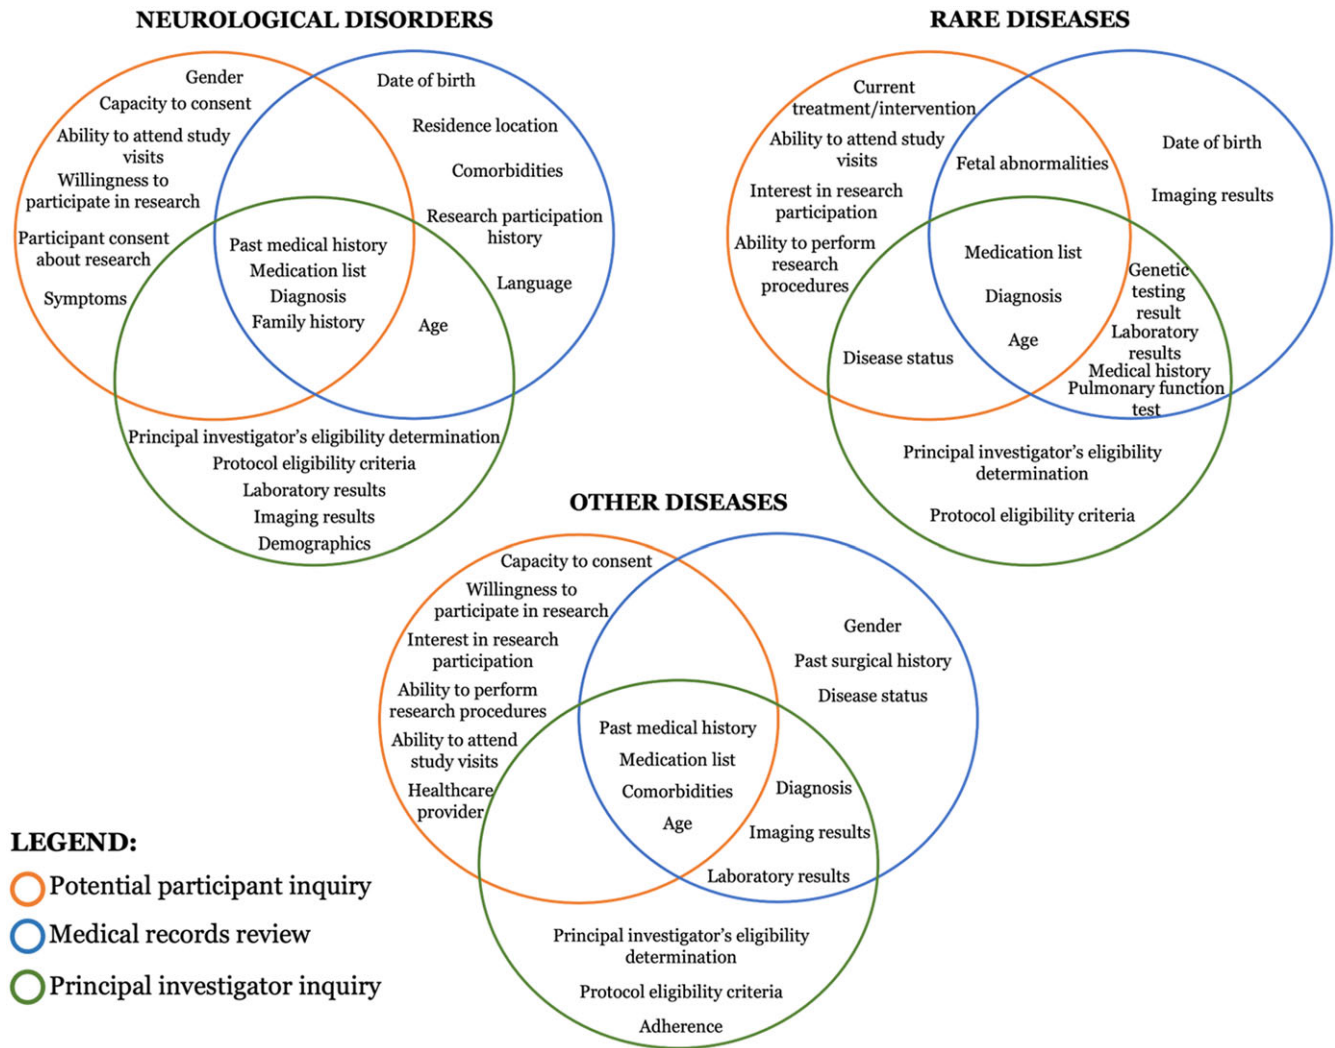 NEUROLOGICAL DISORDERS
Gender
Capacity to consent
Ability to attend study
visits
Willingness to
participate in research
Participant consent
about research
Symptoms
Date of birth
Residence location
Comorbidities
Research participation
history
Language
Past medical history
Medication list
Diagnosis
Family history
Age
Principal investigator's eligibility determination
Protocol eligibility criteria
Laboratory results
Imaging results
Demographics
RARE DISEASES
Current
treatment/intervention
Ability to attend study
visits
Interest in research
participation
Ability to perform
research
procedures
Fetal abnormalities
Date of birth
Imaging results
Medication list
Diagnosis
Age
Genetic
testing
result
Laboratory
results
Medical history
Pulmonary function
test
Disease status
Principal investigator's eligibility
determination
Protocol eligibility criteria
OTHER DISEASES
Capacity to consent
Willingness to
participate in research
Interest in research
participation
Ability to perform
research procedures
Ability to attend
study visits
Healthcare
provider
Gender
Past surgical history
Disease status
Past medical history
Medication list
Comorbidities
Age
Diagnosis
Imaging results
Laboratory results
Principal investigator's eligibility
determination
Protocol eligibility criteria
Adherence
LEGEND:
Potential participant inquiry
Medical records review
Principal investigator inquiry